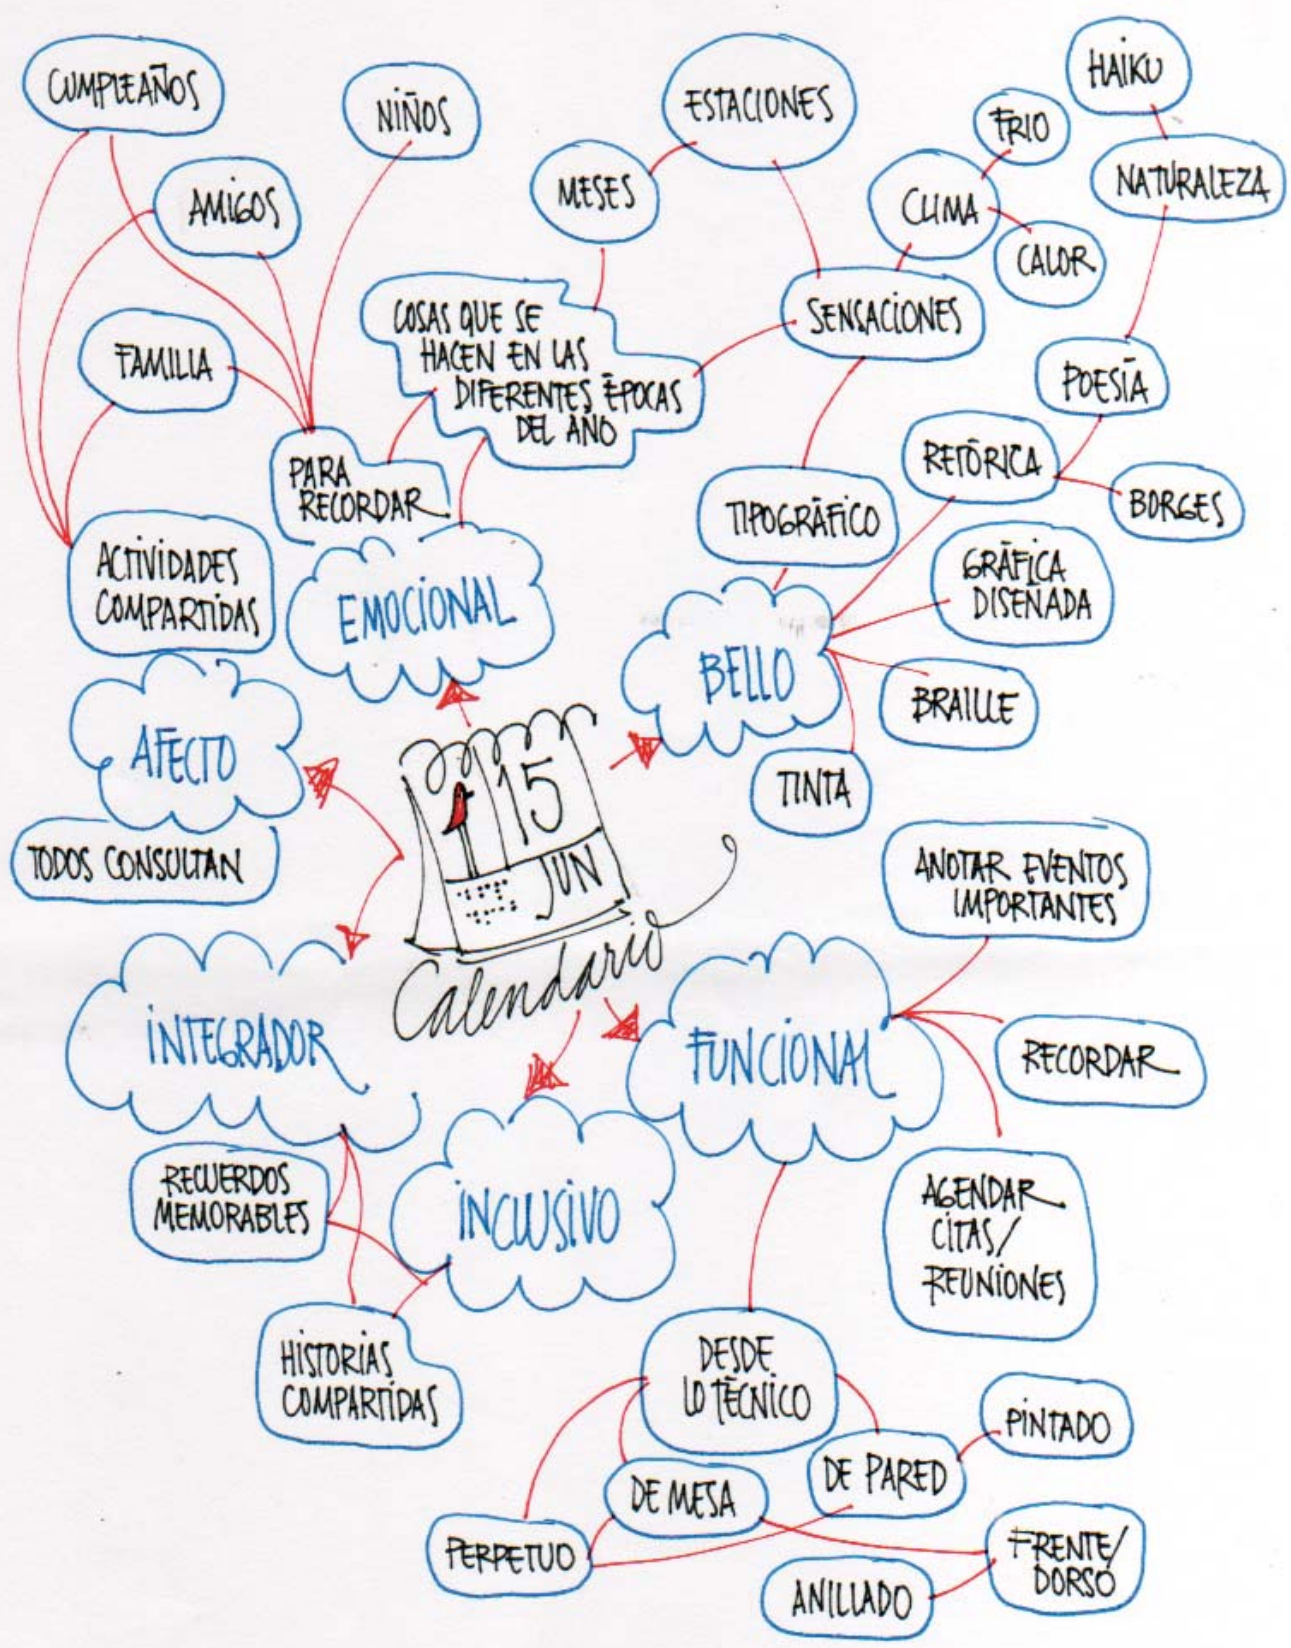 CUMPLEAÑOS
NIÑOS
ESTACIONES
HAIKU
FRIO
AMIGOS
MESES
CLIMA
NATURALEZA
CALOR
FAMILIA
COSAS QUE SE
HACEN EN LAS
DIFERENTES ÉPOCAS
DEL AÑO
SENSACIONES
POESÍA
PARA
RECORDAR
TIPOGRÁFICO
RETÓRICA
BORGES
ACTIVIDADES
COMPARTIDAS
EMOCIONAL
GRÁFICA
DISEÑADA
BELLO
BRAILLE
AFECTO
TINTA
15
JUN
Calendario
TODOS CONSULTAN
ANOTAR EVENTOS
IMPORTANTES
INTEGRADOR
FUNCIONAL
RECORDAR
RECUERDOS
MEMORABLES
INCLUSIVO
AGENDAR
CITAS/
REUNIONES
HISTORIAS
COMPARTIDAS
DESDE
LO TÉCNICO
PINTADO
DE MESA
DE PARED
PERPETUO
FRENTE/
DORSO
ANILLADO